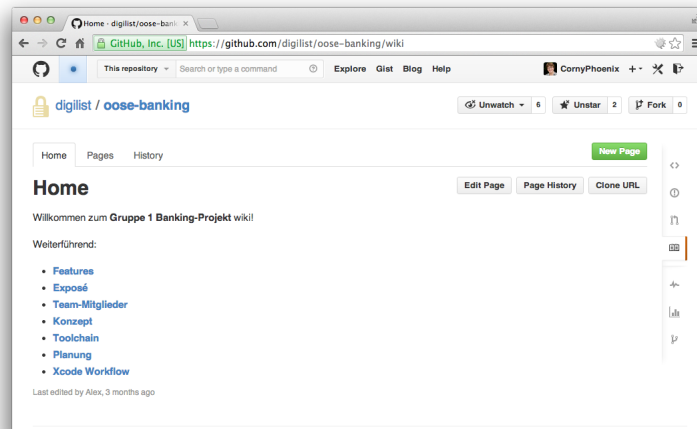 Home · digilist/oose-bank
GitHub, Inc. [US] https://github.com/digilist/oose-banking/wiki
This repository Search or type a command Explore Gist Blog Help CornyPhoenix
digilist / oose-banking
Unwatch 6 Unstar 2 Fork 0
Home Pages History New Page
Home
Edit Page Page History Clone URL
Willkommen zum Gruppe 1 Banking-Projekt wiki!
Weiterführend:
Features
Exposé
Team-Mitglieder
Konzept
Toolchain
Planung
Xcode Workflow
Last edited by Alex, 3 months ago